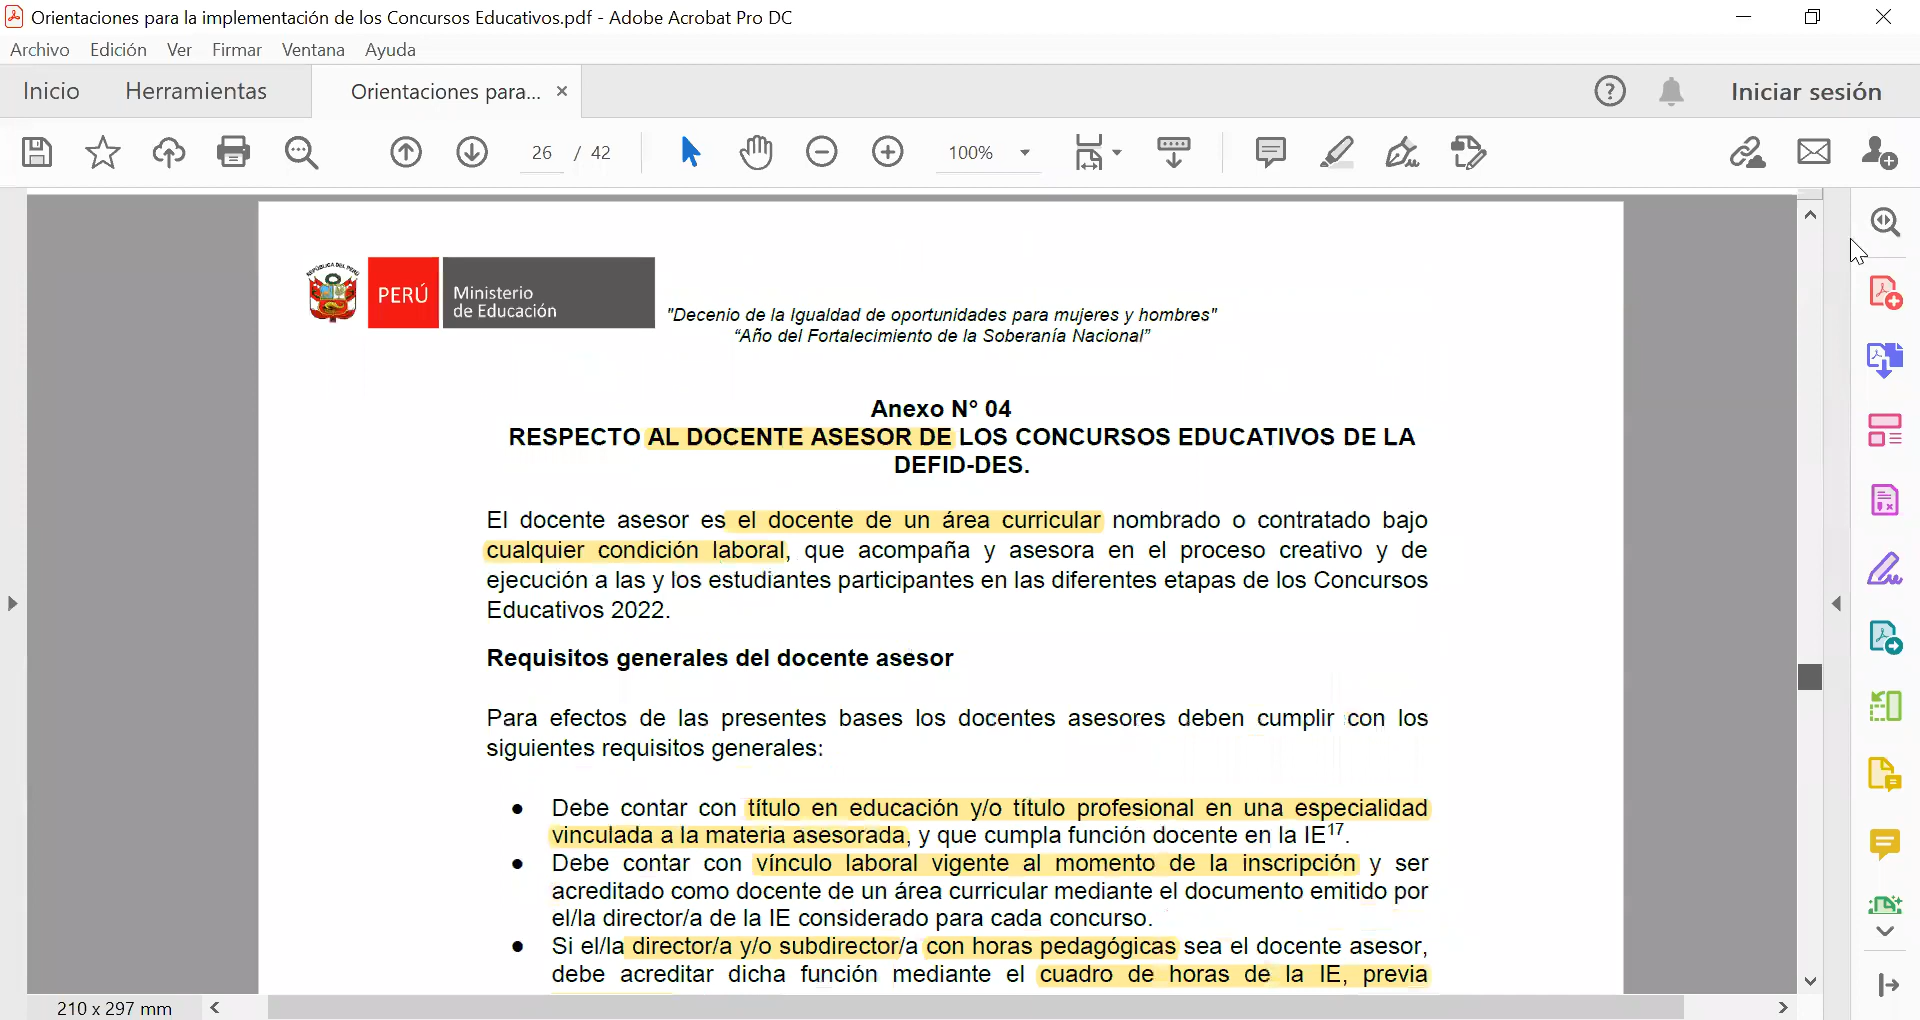 Orientaciones para la implementación de los Concursos Educativos.pdf - Adobe Acrobat Pro DC
Archivo Edición Ver Firmar Ventana Ayuda
Inicio Herramientas Orientaciones para... × Iniciar sesión
26 / 42 100%
REPÚBLICA DEL PERÚ
PERÚ
Ministerio
de Educación
"Decenio de la Igualdad de oportunidades para mujeres y hombres"
“Año del Fortalecimiento de la Soberanía Nacional”
Anexo N° 04
RESPECTO AL DOCENTE ASESOR DE LOS CONCURSOS EDUCATIVOS DE LA
DEFID-DES.
El docente asesor es el docente de un área curricular nombrado o contratado bajo
cualquier condición laboral, que acompaña y asesora en el proceso creativo y de
ejecución a las y los estudiantes participantes en las diferentes etapas de los Concursos
Educativos 2022.
Requisitos generales del docente asesor
Para efectos de las presentes bases los docentes asesores deben cumplir con los
siguientes requisitos generales:
● Debe contar con título en educación y/o título profesional en una especialidad
vinculada a la materia asesorada, y que cumpla función docente en la IE17.
● Debe contar con vínculo laboral vigente al momento de la inscripción y ser
acreditado como docente de un área curricular mediante el documento emitido por
el/la director/a de la IE considerado para cada concurso.
● Si el/la director/a y/o subdirector/a con horas pedagógicas sea el docente asesor,
debe acreditar dicha función mediante el cuadro de horas de la IE, previa
210 x 297 mm